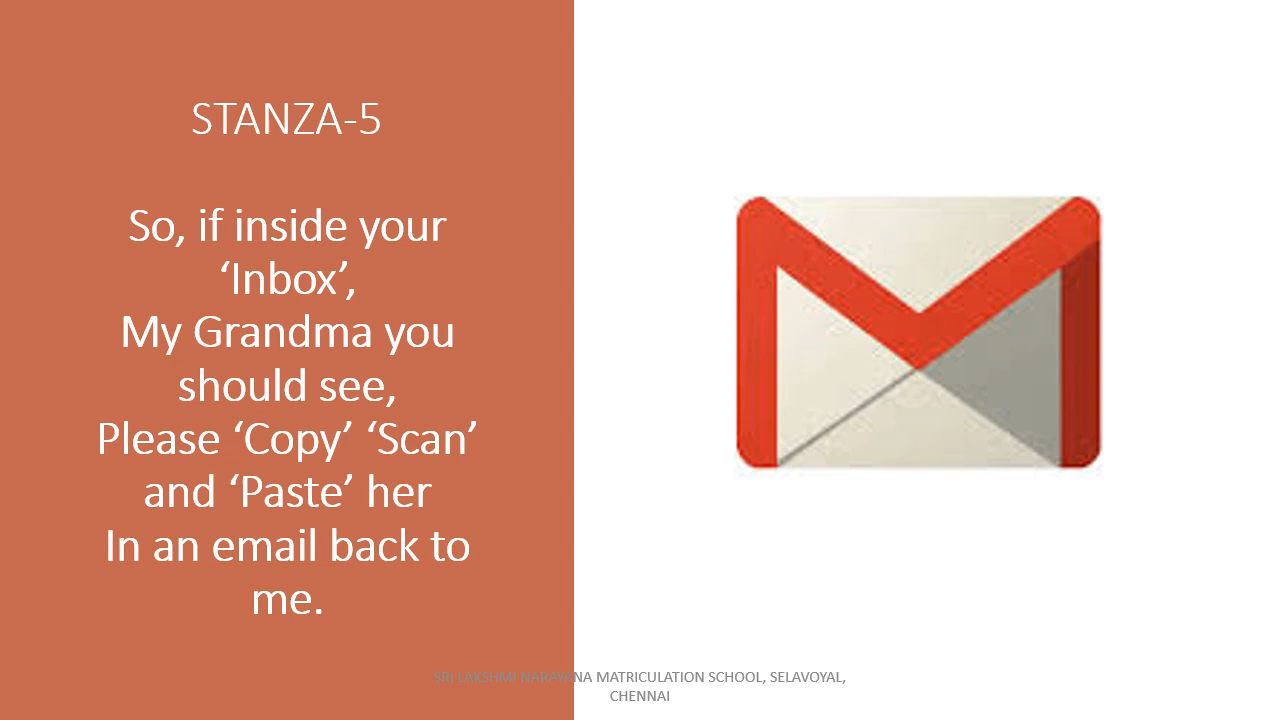 STANZA-5
So, if inside your
‘Inbox’,
My Grandma you
should see,
Please ‘Copy’ ‘Scan’
and ‘Paste’ her
In an email back to
me.
SRI LAKSHMI NARAYANA MATRICULATION SCHOOL, SELAVOYAL,
CHENNAI